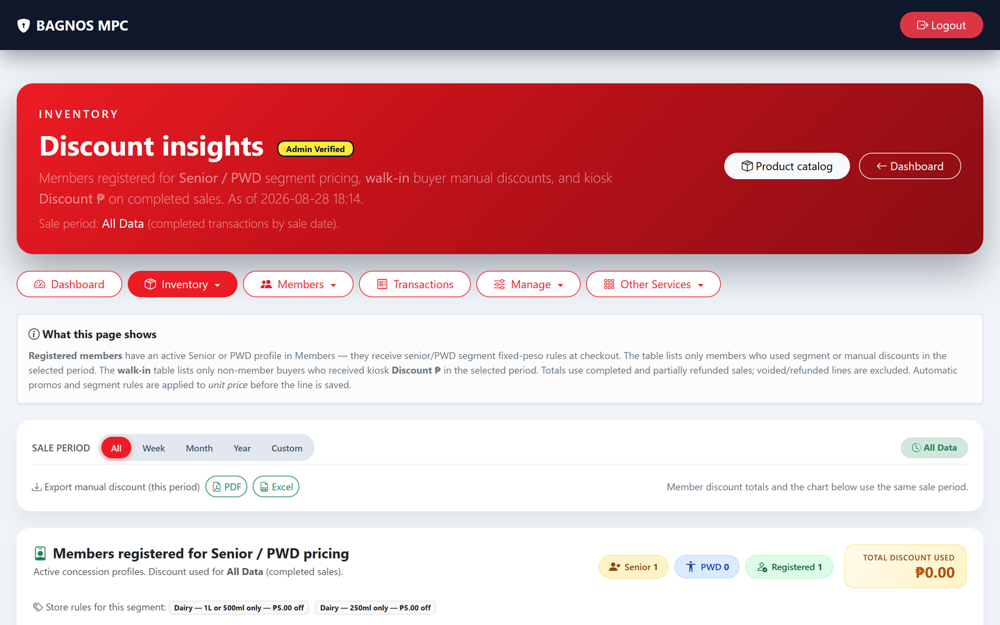 BAGNOS MPC
Logout
INVENTORY
Discount insights
Admin Verified
Members registered for Senior / PWD segment pricing, walk-in buyer manual discounts, and kiosk
Discount ₱ on completed sales. As of 2026-08-28 18:14.
Sale period: All Data (completed transactions by sale date).
Product catalog
Dashboard
Dashboard
Inventory
Members
Transactions
Manage
Other Services
What this page shows
Registered members have an active Senior or PWD profile in Members — they receive senior/PWD segment fixed-peso rules at checkout. The table lists only members who used segment or manual discounts in the
selected period. The walk-in table lists only non-member buyers who received kiosk Discount ₱ in the selected period. Totals use completed and partially refunded sales; voided/refunded lines are excluded. Automatic
promos and segment rules are applied to unit price before the line is saved.
SALE PERIOD
All
Week
Month
Year
Custom
All Data
Export manual discount (this period)
PDF
Excel
Member discount totals and the chart below use the same sale period.
Members registered for Senior / PWD pricing
Active concession profiles. Discount used for All Data (completed sales).
Senior 1
PWD 0
Registered 1
TOTAL DISCOUNT USED
₱0.00
Store rules for this segment:
Dairy — 1L or 500ml only — ₱5.00 off
Dairy — 250ml only — ₱5.00 off